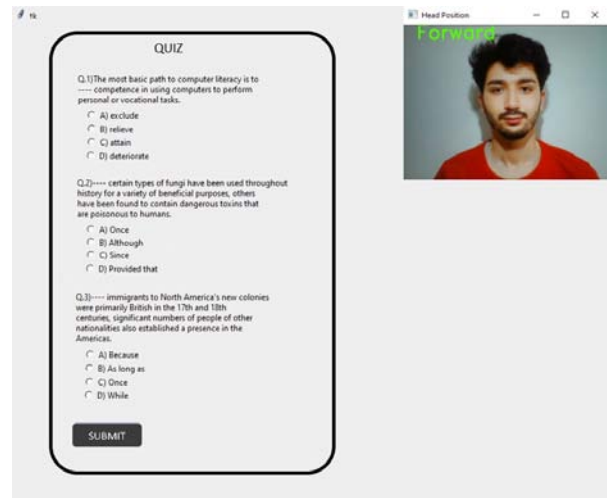 tk
QUIZ
Q.1)The most basic path to computer literacy is to
---- competence in using computers to perform
personal or vocational tasks.
A) exclude
B) relieve
C) attain
D) deteriorate
Q.2)---- certain types of fungi have been used throughout
history for a variety of beneficial purposes, others
have been found to contain dangerous toxins that
are poisonous to humans.
A) Once
B) Although
C) Since
D) Provided that
Q.3)---- immigrants to North America's new colonies
were primarily British in the 17th and 18th
centuries, significant numbers of people of other
nationalities also established a presence in the
Americas.
A) Because
B) As long as
C) Once
D) While
SUBMIT
Head Position
Forward